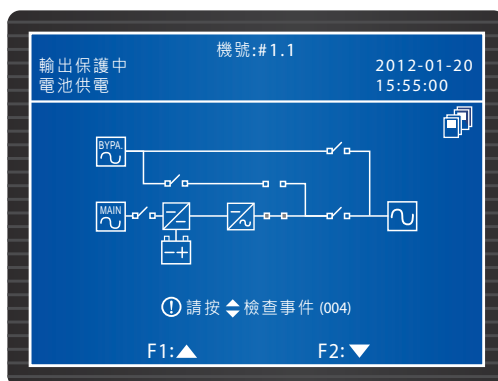 機號:#1.1
輸出保護中
2012-01-20
電池供電
15:55:00
BYPA.
MAIN
請按 檢查事件 (004)
F1:▲ F2:▼